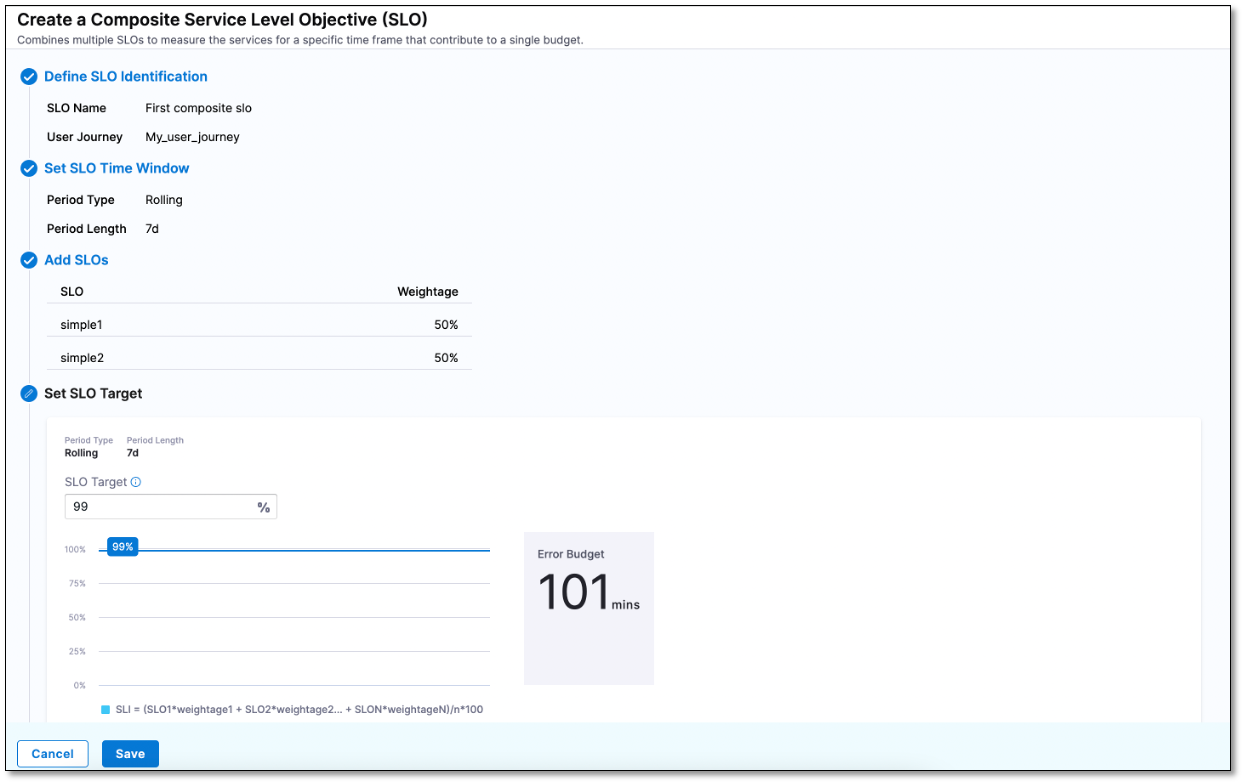 Create a Composite Service Level Objective (SLO)
Combines multiple SLOs to measure the services for a specific time frame that contribute to a single budget.
Define SLO Identification
SLO Name First composite slo
User Journey My_user_journey
Set SLO Time Window
Period Type Rolling
Period Length 7d
Add SLOs
SLO Weightage
simple1 50%
simple2 50%
Set SLO Target
Period Type Period Length
Rolling 7d
SLO Target
99 %
100% 99%
75%
50%
25%
0%
SLI = (SLO1*weightage1 + SLO2*weightage2... + SLON*weightageN)/n*100
Error Budget
101 mins
Cancel Save